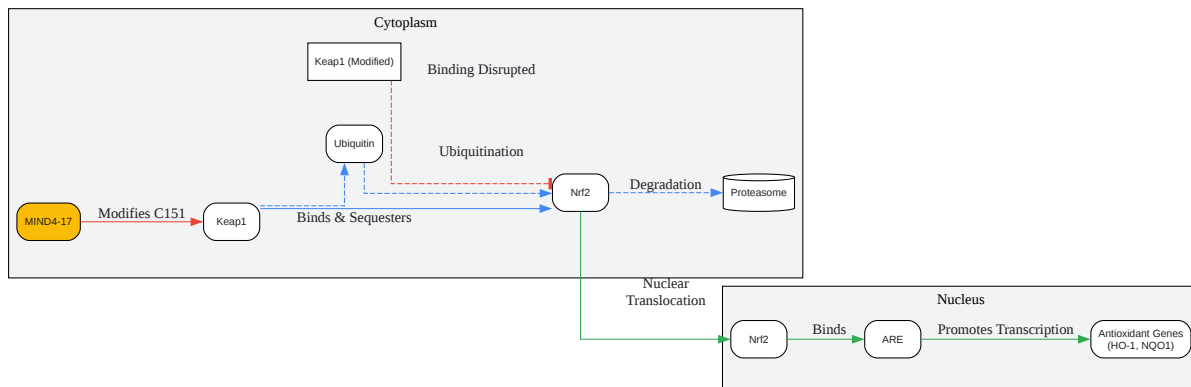 Cytoplasm
Keap1 (Modified)
Binding Disrupted
Ubiquitin
Ubiquitination
Nrf2
Degradation
Proteasome
MIND4-17
Modifies C151
Keap1
Binds & Sequesters
Nuclear
Translocation
Nucleus
Nrf2
Binds
ARE
Promotes Transcription
Antioxidant Genes
(HO-1, NQO1)